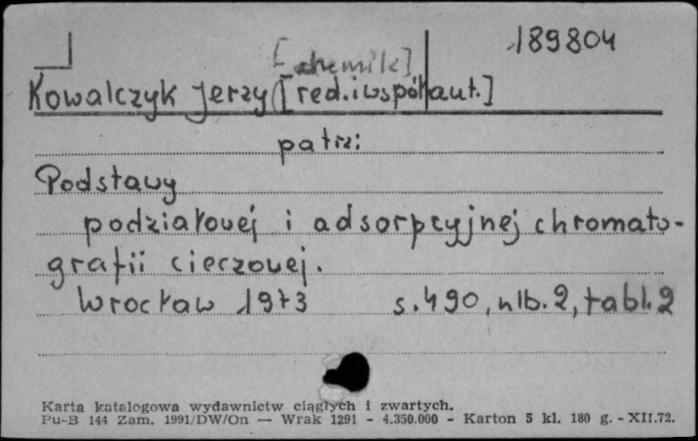 189804
[chemik]
Kowalczyk Jerzy [red. i współaut.]
patrz:
Podstawy
podziałowej i adsorpcyjnej chromato-
grafii cieczowej.
Wrocław 1973 s. 490, nlb. 2, tabl. 2
Karta katalogowa wydawnictw ciągłych i zwartych.
Pu-B 144 Zam. 1991/DW/On — Wrak 1291 - 4.350.000 - Karton 5 kl. 180 g. - XII.72.